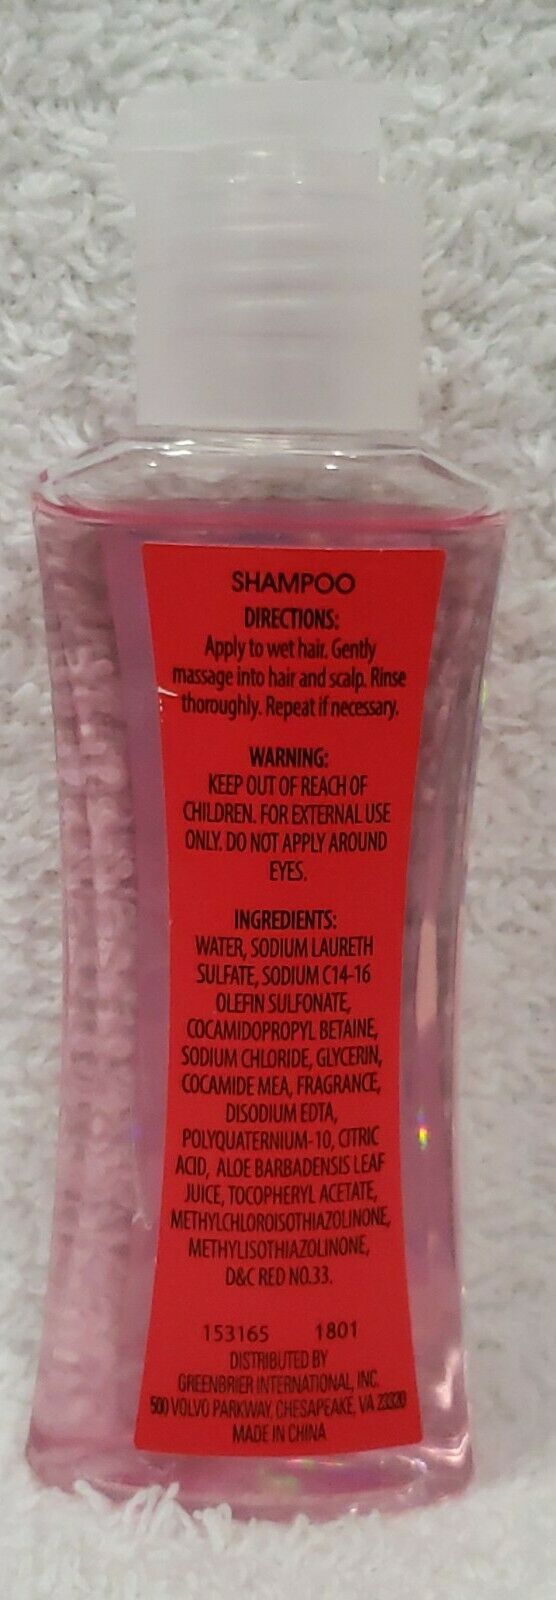 SHAMPOO
DIRECTIONS:
Apply to wet hair. Gently
massage into hair and scalp. Rinse
thoroughly. Repeat if necessary.
WARNING:
KEEP OUT OF REACH OF
CHILDREN. FOR EXTERNAL USE
ONLY. DO NOT APPLY AROUND
EYES.
INGREDIENTS:
WATER, SODIUM LAURETH
SULFATE, SODIUM C14-16
OLEFIN SULFONATE,
COCAMIDOPROPYL BETAINE,
SODIUM CHLORIDE, GLYCERIN,
COCAMIDE MEA, FRAGRANCE,
DISODIUM EDTA,
POLYQUATERNIUM-10, CITRIC
ACID, ALOE BARBADENSIS LEAF
JUICE, TOCOPHERYL ACETATE,
METHYLCHLOROISOTHIAZOLINONE,
METHYLISOTHIAZOLINONE,
D&C RED NO.33.
153165 1801
DISTRIBUTED BY
GREENBRIER INTERNATIONAL, INC.
500 VOLVO PARKWAY, CHESAPEAKE, VA 23320
MADE IN CHINA